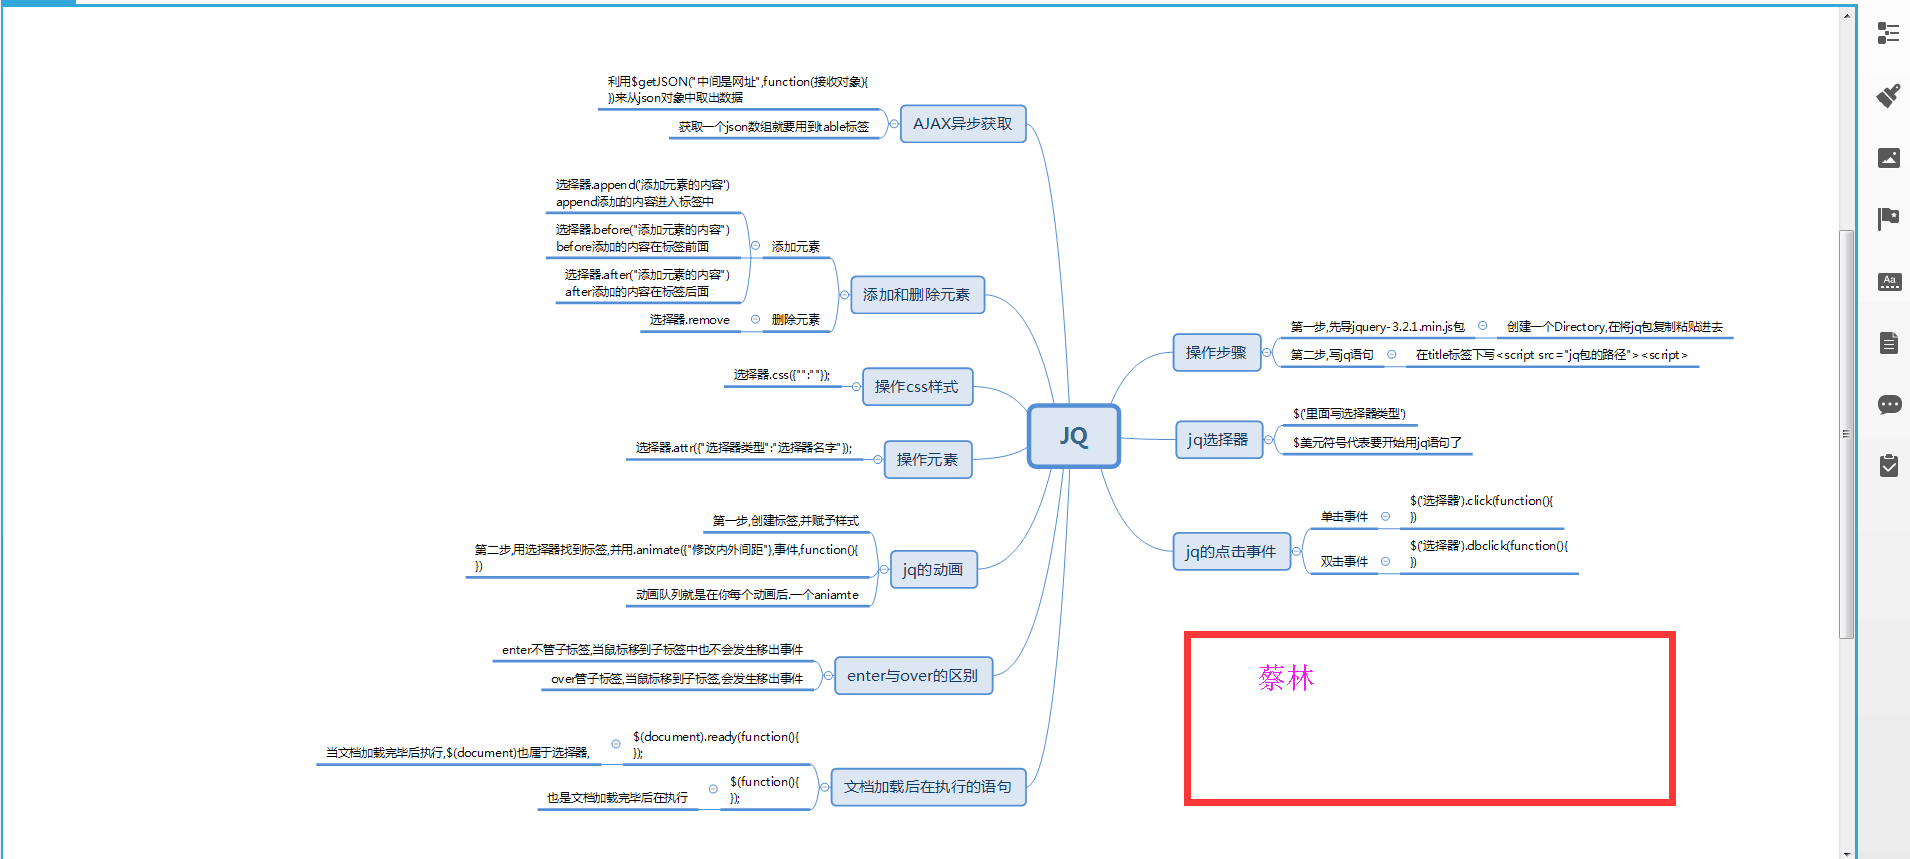 利用$getJSON("中间是网址",function(接收对象){
})来从json对象中取出数据
获取一个json数组就要用到table标签
AJAX异步获取
选择器.append('添加元素的内容')
append添加的内容进入标签中
选择器.before("添加元素的内容")
before添加的内容在标签前面
选择器.after("添加元素的内容")
after添加的内容在标签后面
添加元素
选择器.remove
删除元素
添加和删除元素
选择器.css({"":""});
操作css样式
选择器.attr({"选择器类型":"选择器名字"});
操作元素
第一步,创建标签,并赋予样式
第二步,用选择器找到标签,并用.animate({"修改内外间距"},事件,function(){
})
动画队列就是在你每个动画后.一个aniamte
jq的动画
enter不管子标签,当鼠标移到子标签中也不会发生移出事件
over管子标签,当鼠标移到子标签,会发生移出事件
enter与over的区别
当文档加载完毕后执行,$(document)也属于选择器,
$(document).ready(function(){
});
也是文档加载完毕后在执行
$(function(){
});
文档加载后在执行的语句
JQ
操作步骤
第一步,先导jquery-3.2.1.min.js包
创建一个Directory,在将jq包复制粘贴进去
第二步,写jq语句
在title标签下写<script src="jq包的路径"><script>
jq选择器
$('里面写选择器类型')
$美元符号代表要开始用jq语句了
jq的点击事件
单击事件
$('选择器').click(function(){
})
双击事件
$('选择器').dbclick(function(){
})
蔡林
Aa